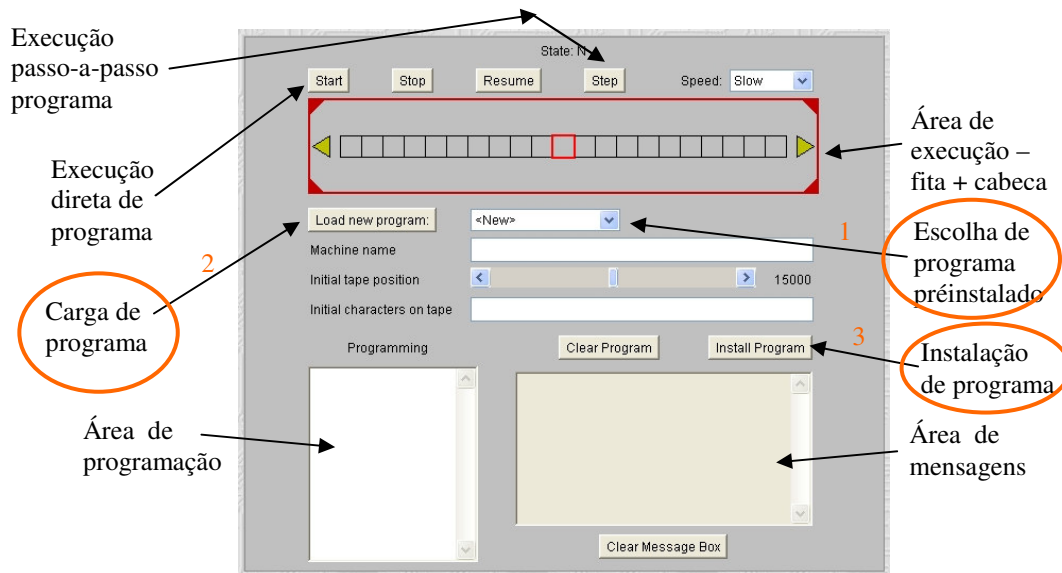 Execução
passo-a-passo
programa
State: N
Start
Stop
Resume
Step
Speed:
Slow
Área de
execução –
fita + cabeca
Execução
direta de
programa
Load new program:
<New>
1
Escolha de
programa
préinstalado
Machine name
2
Initial tape position
15000
Carga de
programa
Initial characters on tape
Programming
Clear Program
Install Program
3
Instalação
de programa
Área de
programação
Área de
mensagens
Clear Message Box